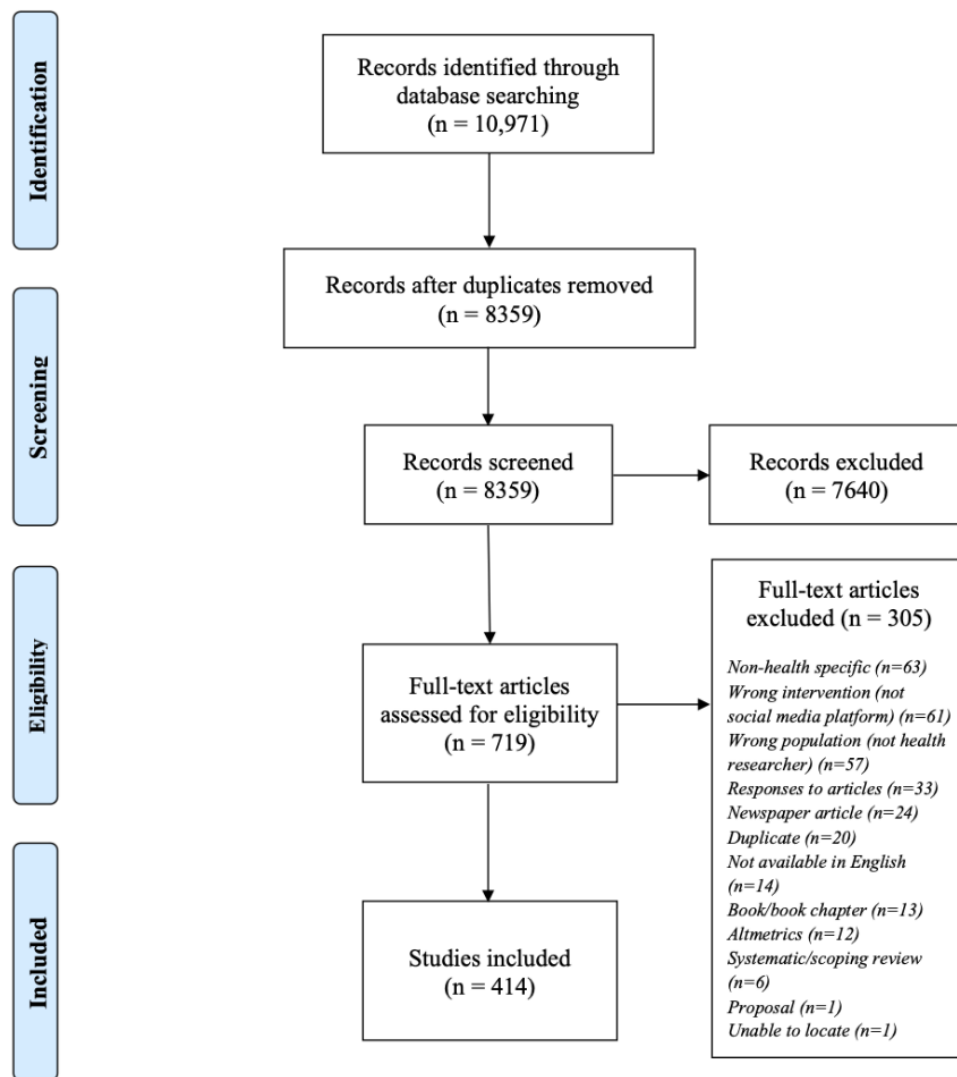 Identification
Records identified through
database searching
(n = 10,971)
Records after duplicates removed
(n = 8359)
Screening
Records screened
(n = 8359)
Records excluded
(n = 7640)
Eligibility
Full-text articles
assessed for eligibility
(n = 719)
Full-text articles
excluded (n = 305)
Non-health specific (n=63)
Wrong intervention (not
social media platform) (n=61)
Wrong population (not health
researcher) (n=57)
Responses to articles (n=33)
Newspaper article (n=24)
Duplicate (n=20)
Not available in English
(n=14)
Book/book chapter (n=13)
Altmetrics (n=12)
Systematic/scoping review
(n=6)
Proposal (n=1)
Unable to locate (n=1)
Included
Studies included
(n = 414)